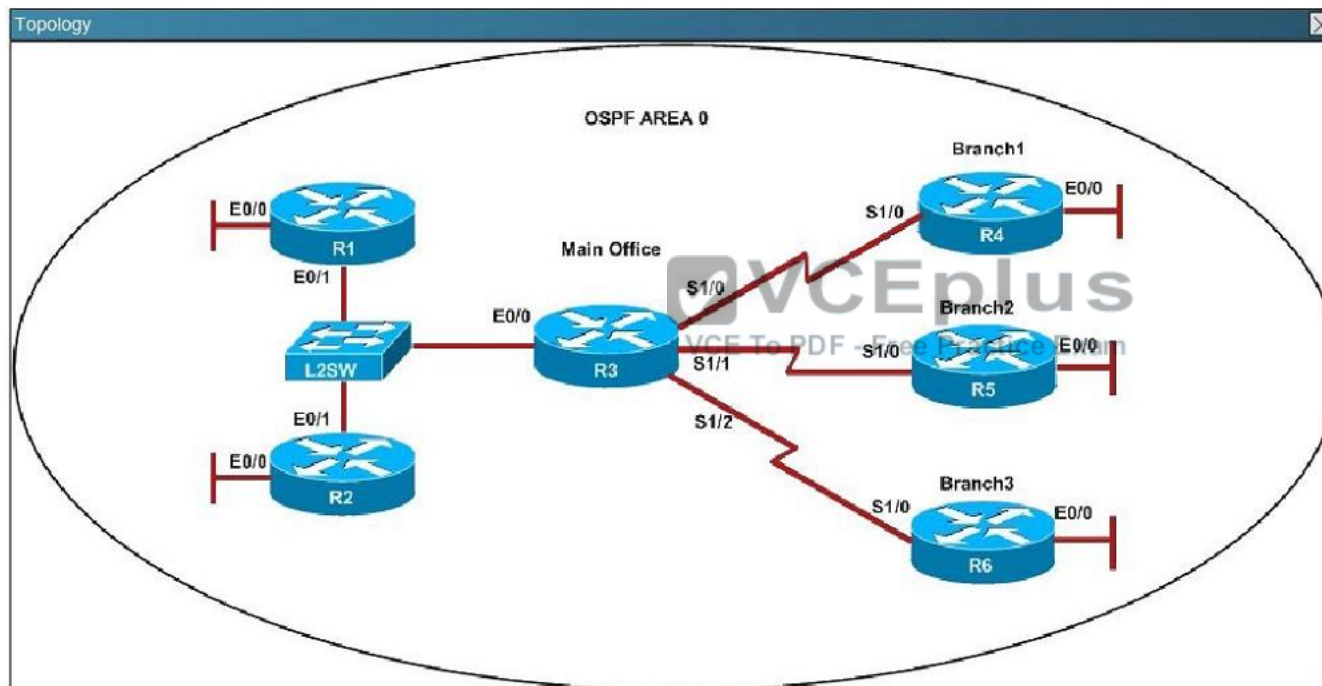 Topology
OSPF AREA 0
Branch1
E0/0
E0/0
S1/0
R1
R4
E0/1
Main Office
VCEplus
S1/0
E0/0
Branch2
VCE To PDF - Free Practice Exam
S1/0
E0/0
L2SW
R3
S1/1
R5
E0/1
S1/2
E0/0
Branch3
R2
S1/0
E0/0
R6